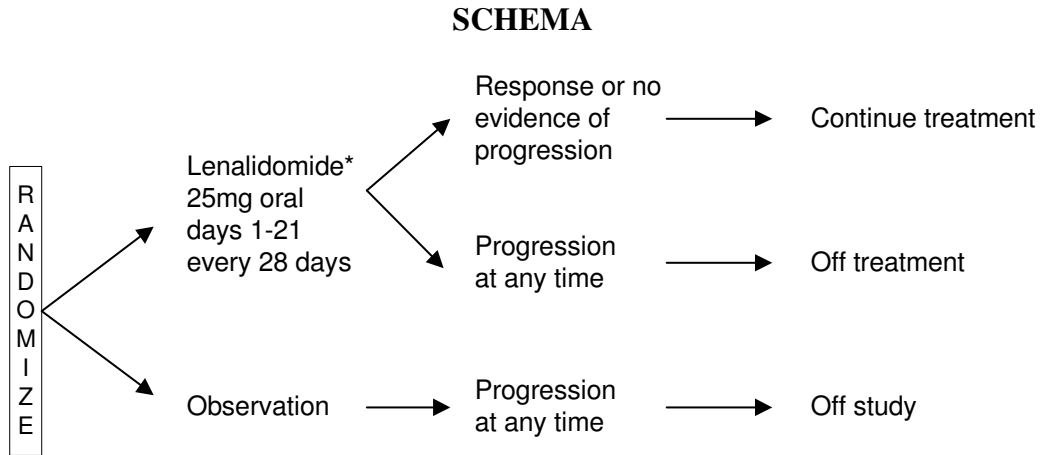 SCHEMA
RANDOMIZE
Lenalidomide*
25mg oral
days 1-21
every 28 days
Response or no
evidence of
progression
Continue treatment
Progression
at any time
Off treatment
Observation
Progression
at any time
Off study